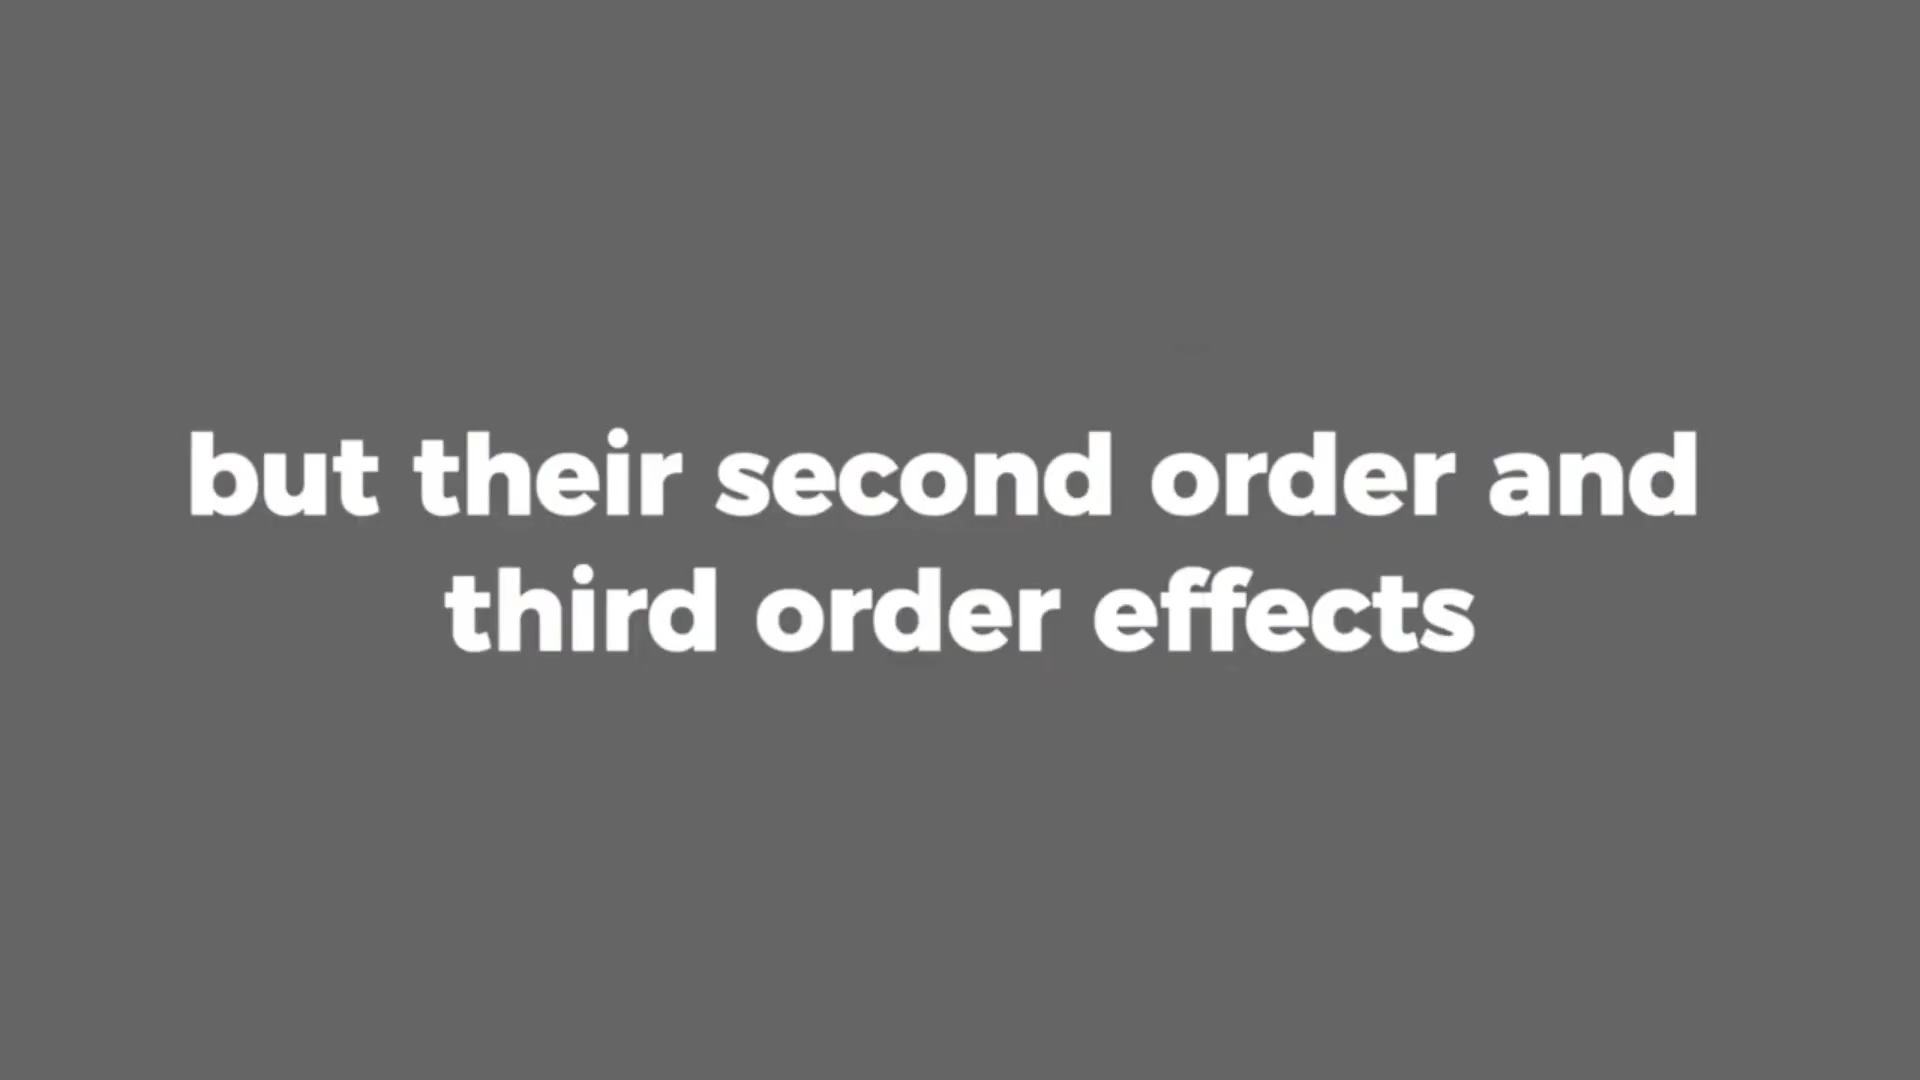 but their second order and
third order effects